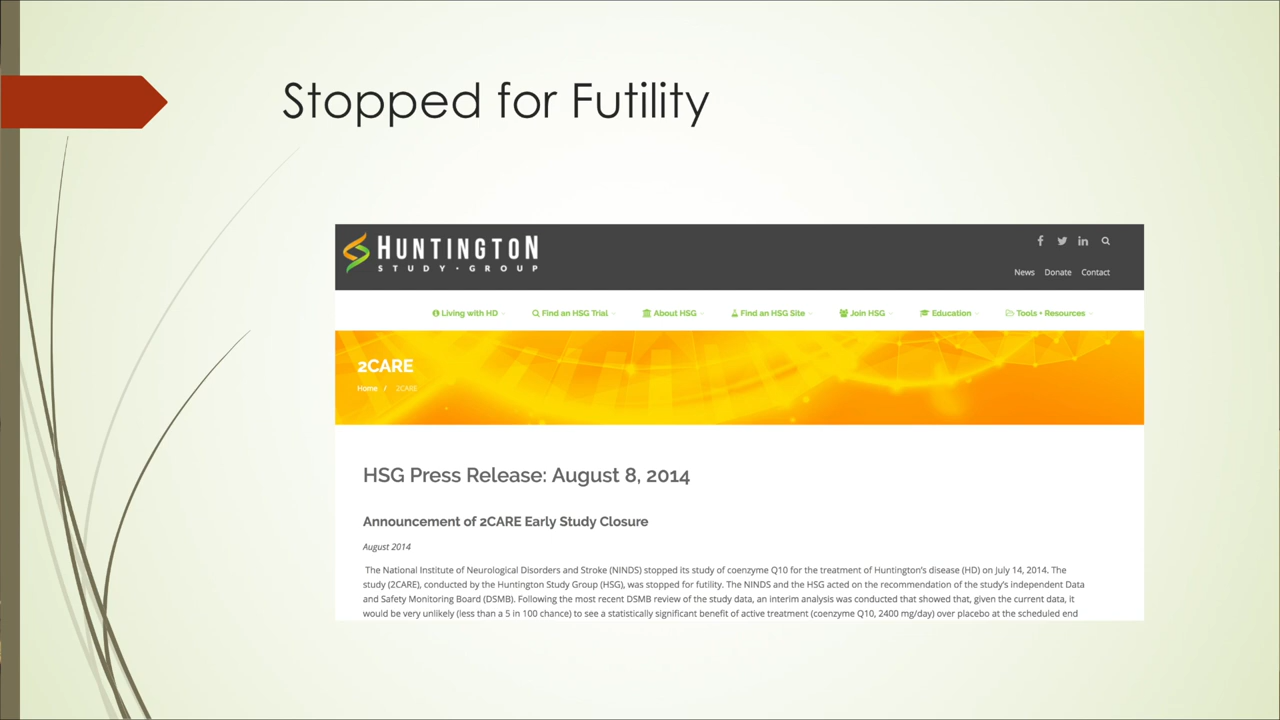 Stopped for Futility
HUNTINGTON
STUDY · GROUP
News Donate Contact
Living with HD Find an HSG Trial About HSG Find an HSG Site Join HSG Education Tools + Resources
2CARE
Home / 2CARE
HSG Press Release: August 8, 2014
Announcement of 2CARE Early Study Closure
August 2014
The National Institute of Neurological Disorders and Stroke (NINDS) stopped its study of coenzyme Q10 for the treatment of Huntington's disease (HD) on July 14, 2014. The
study (2CARE), conducted by the Huntington Study Group (HSG), was stopped for futility. The NINDS and the HSG acted on the recommendation of the study's independent Data
and Safety Monitoring Board (DSMB). Following the most recent DSMB review of the study data, an interim analysis was conducted that showed that, given the current data, it
would be very unlikely (less than a 5 in 100 chance) to see a statistically significant benefit of active treatment (coenzyme Q10, 2400 mg/day) over placebo at the scheduled end